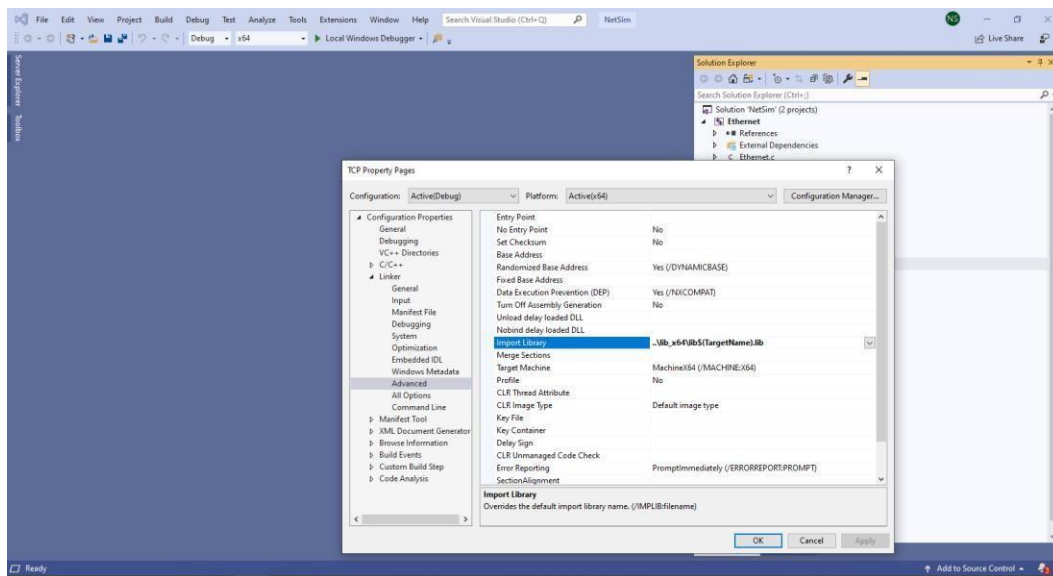 File Edit View Project Build Debug Test Analyze Tools Extensions Window Help Search Visual Studio (Ctrl+Q) NetSim NS
Debug x64 Local Windows Debugger Live Share
Server Explorer
Toolbox
Solution Explorer
Search Solution Explorer (Ctrl+;)
Solution 'NetSim' (2 projects)
Ethernet
References
External Dependencies
Ethernet.c
TCP Property Pages ?
Configuration: Active(Debug) Platform: Active(x64) Configuration Manager...
Configuration Properties
General
Debugging
VC++ Directories
C/C++
Linker
General
Input
Manifest File
Debugging
System
Optimization
Embedded IDL
Windows Metadata
Advanced
All Options
Command Line
Manifest Tool
XML Document Generator
Browse Information
Build Events
Custom Build Step
Code Analysis
Entry Point
No Entry Point No
Set Checksum No
Base Address
Randomized Base Address Yes (/DYNAMICBASE)
Fixed Base Address
Data Execution Prevention (DEP) Yes (/NXCOMPAT)
Turn Off Assembly Generation No
Unload delay loaded DLL
Nobind delay loaded DLL
Import Library ..\lib_x64\lib$(TargetName).lib
Merge Sections
Target Machine MachineX64 (/MACHINE:X64)
Profile No
CLR Thread Attribute
CLR Image Type Default image type
Key File
Key Container
Delay Sign
CLR Unmanaged Code Check
Error Reporting PromptImmediately (/ERRORREPORT:PROMPT)
SectionAlignment
Import Library
Overrides the default import library name. (/IMPLIB:filename)
OK Cancel Apply
Ready Add to Source Control